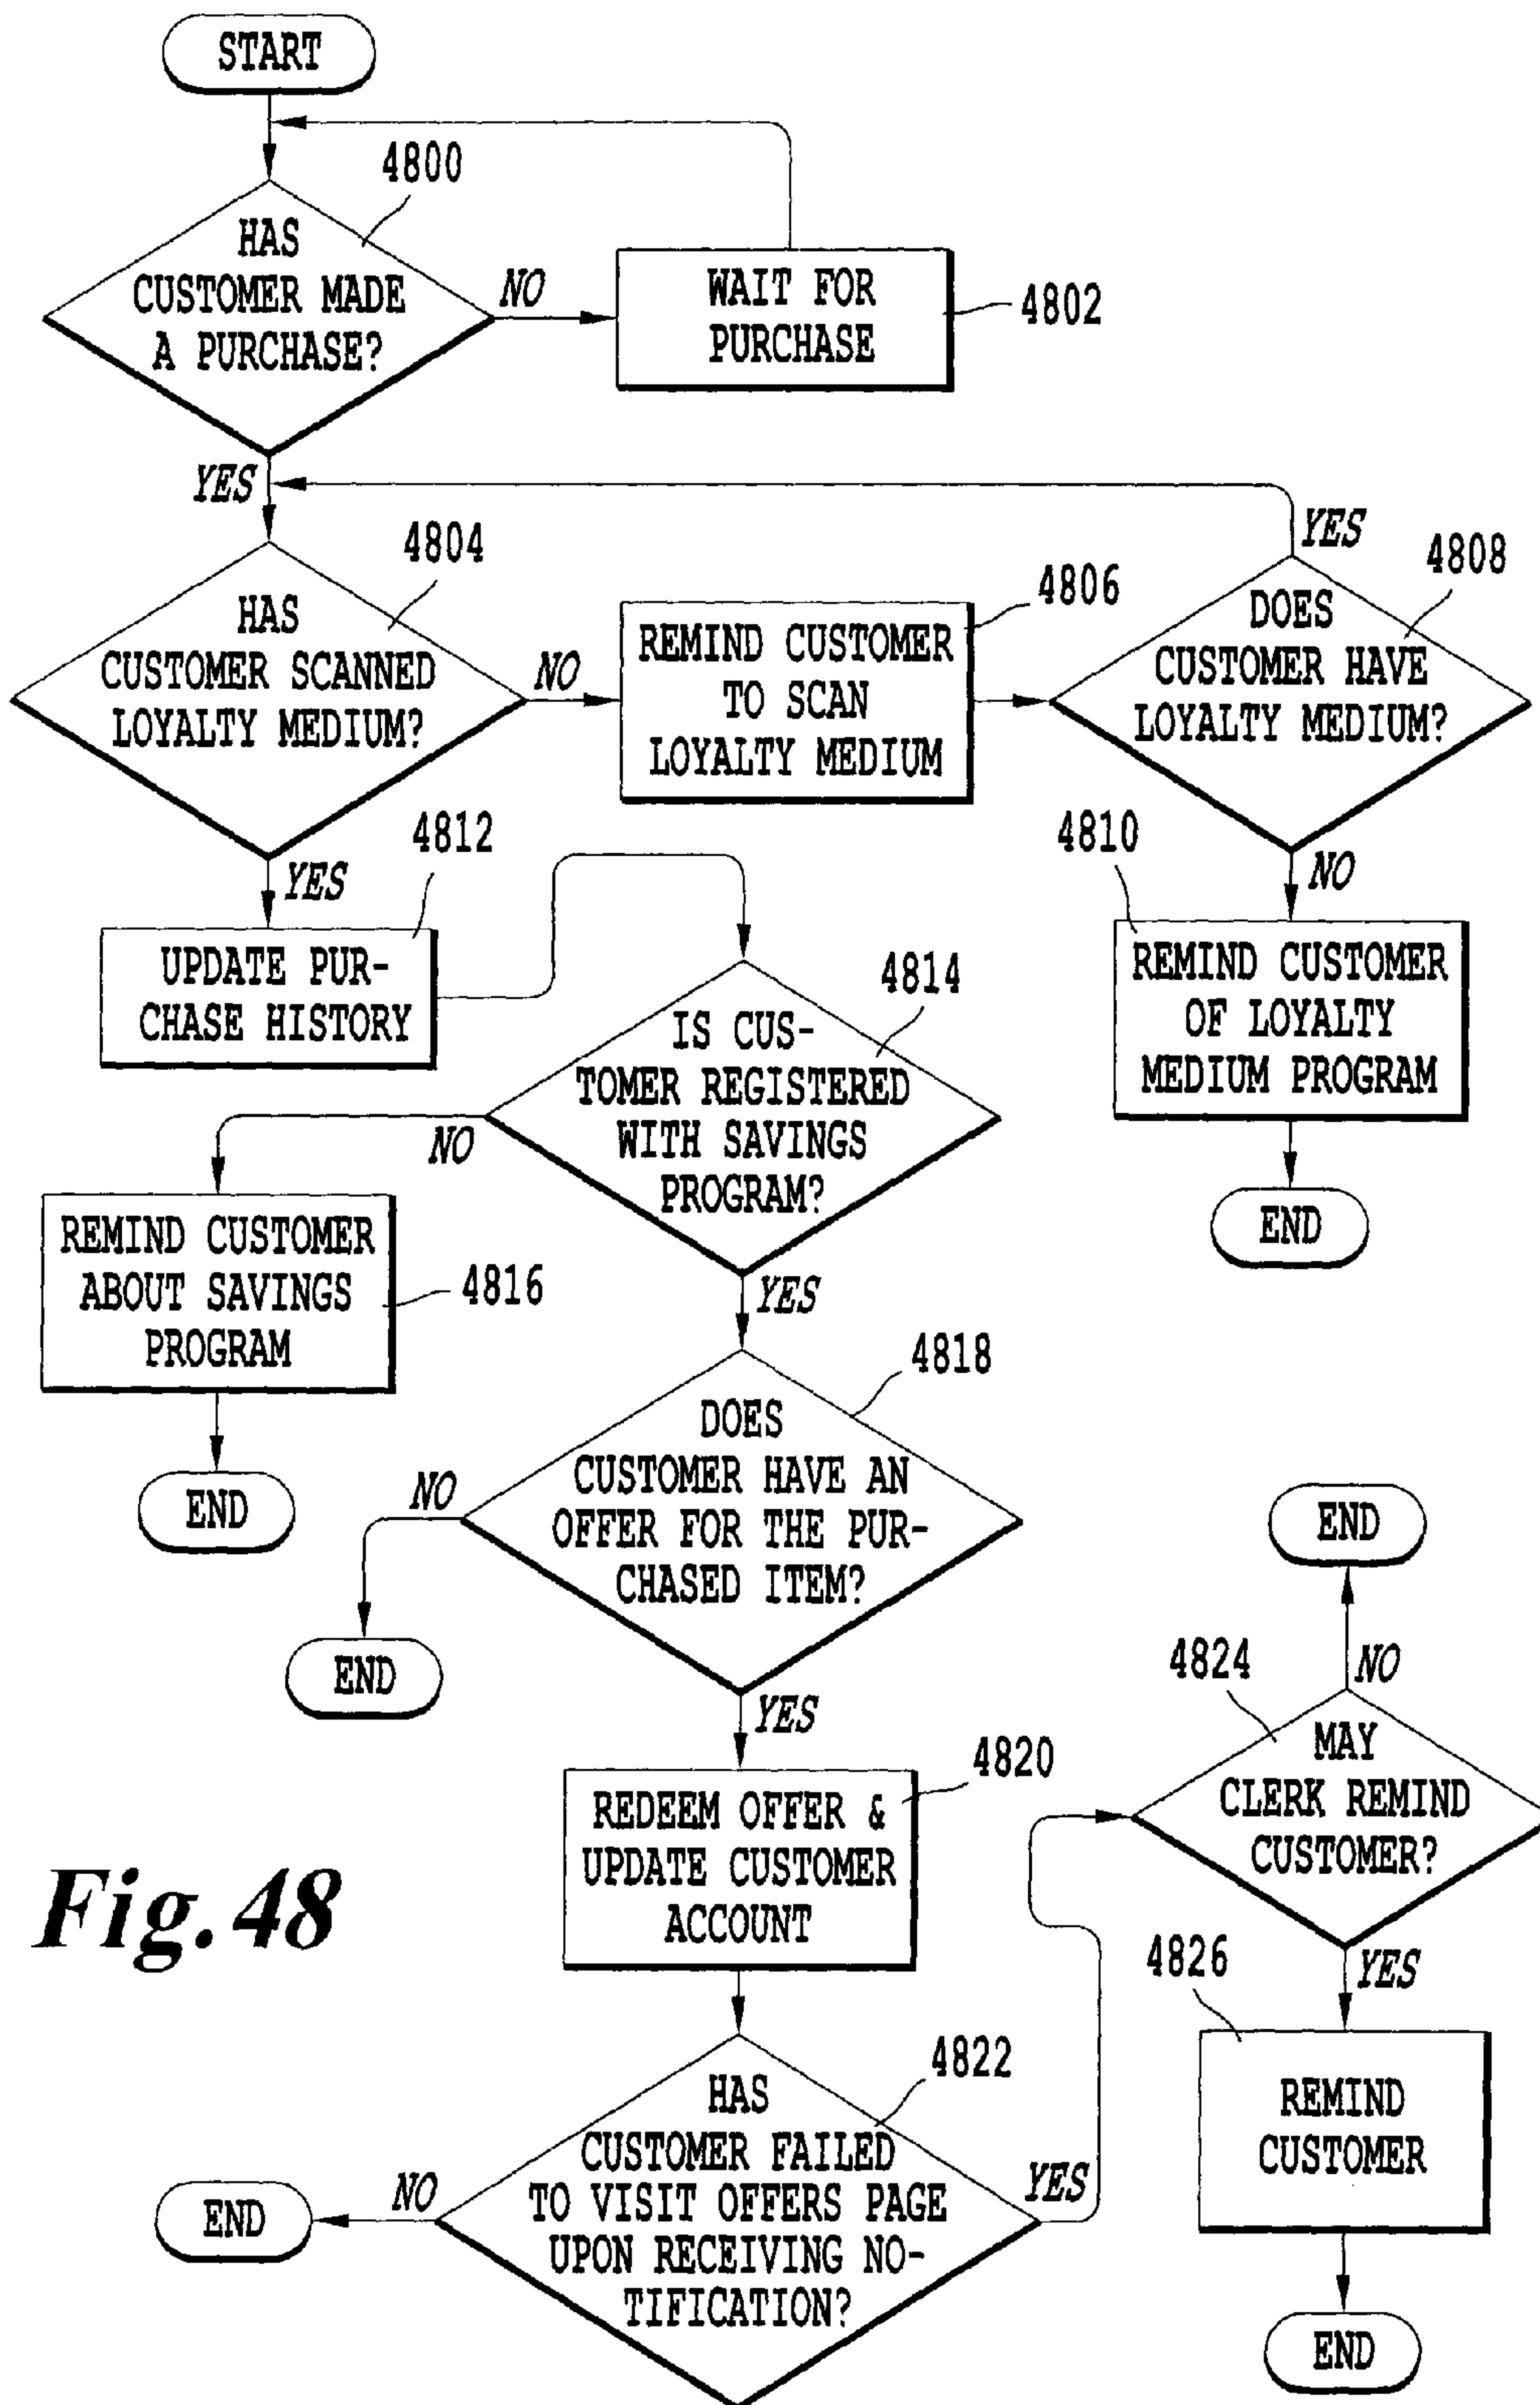 START
4800
HAS
CUSTOMER MADE
A PURCHASE?
NO
WAIT FOR
PURCHASE
4802
YES
4804
HAS
CUSTOMER SCANNED
LOYALTY MEDIUM?
NO
4806
REMIND CUSTOMER
TO SCAN
LOYALTY MEDIUM
YES
4808
DOES
CUSTOMER HAVE
LOYALTY MEDIUM?
NO
4810
REMIND CUSTOMER
OF LOYALTY
MEDIUM PROGRAM
END
YES
4812
UPDATE PUR-
CHASE HISTORY
4814
IS CUS-
TOMER REGISTERED
WITH SAVINGS
PROGRAM?
NO
REMIND CUSTOMER
ABOUT SAVINGS
PROGRAM
4816
END
YES
4818
DOES
CUSTOMER HAVE AN
OFFER FOR THE PUR-
CHASED ITEM?
NO
END
YES
4820
REDEEM OFFER &
UPDATE CUSTOMER
ACCOUNT
4822
HAS
CUSTOMER FAILED
TO VISIT OFFERS PAGE
UPON RECEIVING NO-
TIFICATION?
NO
END
YES
4824
MAY
CLERK REMIND
CUSTOMER?
NO
END
YES
4826
REMIND
CUSTOMER
END
Fig. 48